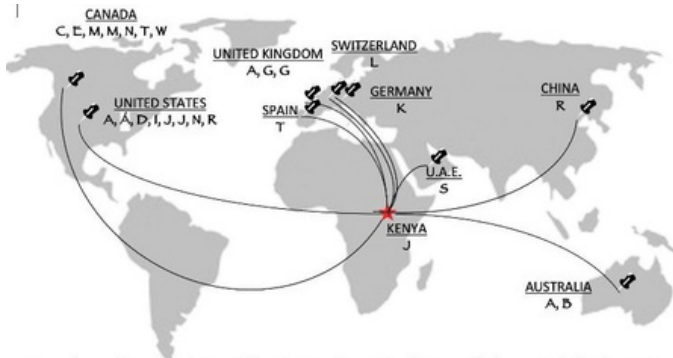 CANADA
C, E, M, M, N, T, W
UNITED KINGDOM
A, G, G
SWITZERLAND
L
GERMANY
K
CHINA
R
UNITED STATES
A, A, D, I, J, J, N, R
SPAIN
T
U.A.E.
S
KENYA
J
AUSTRALIA
A, B